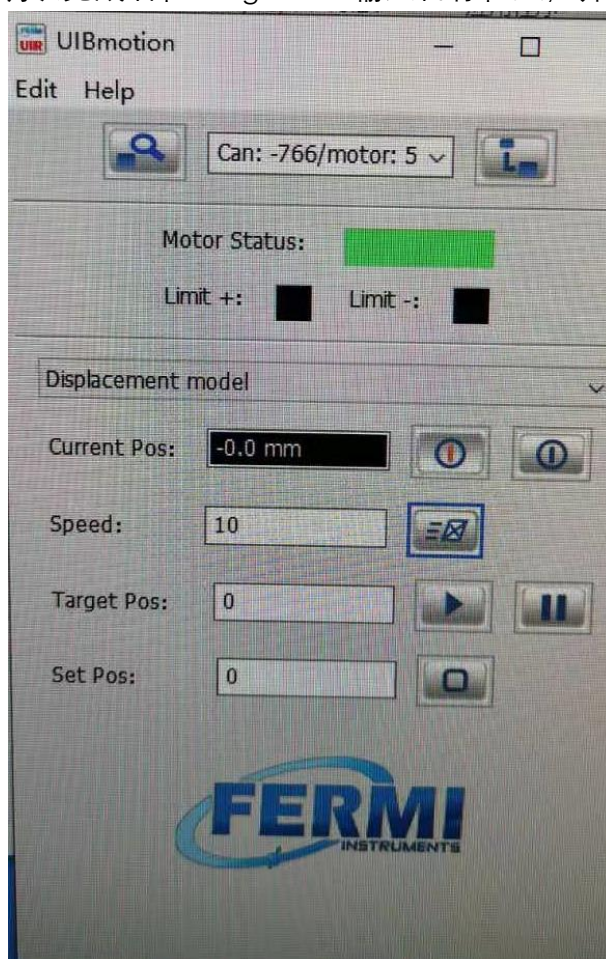 UIR UIBmotion
Edit Help
Can: -766/motor: 5
Motor Status:
Limit +: Limit -:
Displacement model
Current Pos: -0.0 mm
Speed: 10
Target Pos: 0
Set Pos: 0
FERMI
INSTRUMENTS